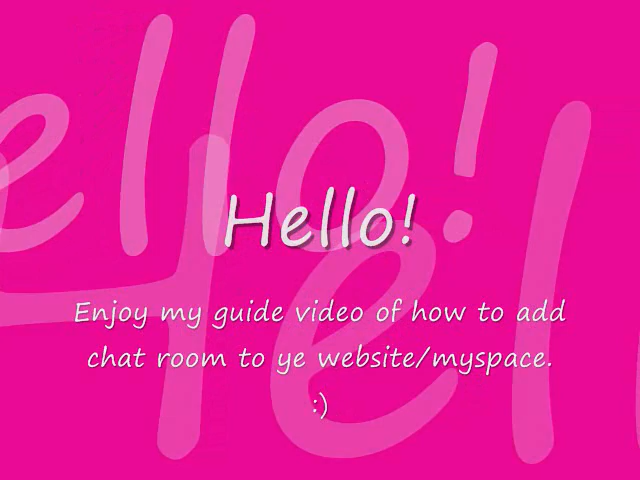 Hello!
Enjoy my guide video of how to add
chat room to ye website/myspace.
:)